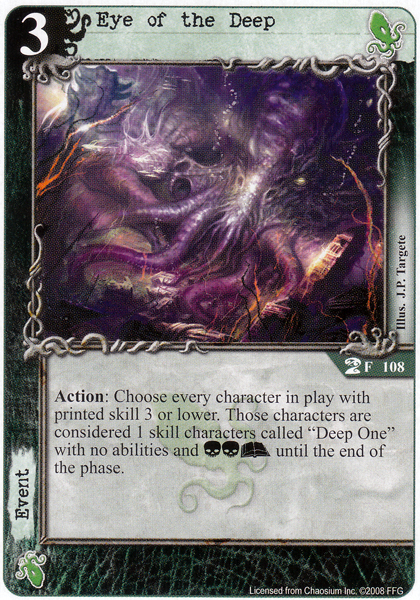 3
Eye of the Deep
Illus. J.P. Targete
F 108
Action: Choose every character in play with
printed skill 3 or lower. Those characters are
considered 1 skill characters called “Deep One”
with no abilities and until the end of
the phase.
Event
Licensed from Chaosium Inc. ©2008 FFG